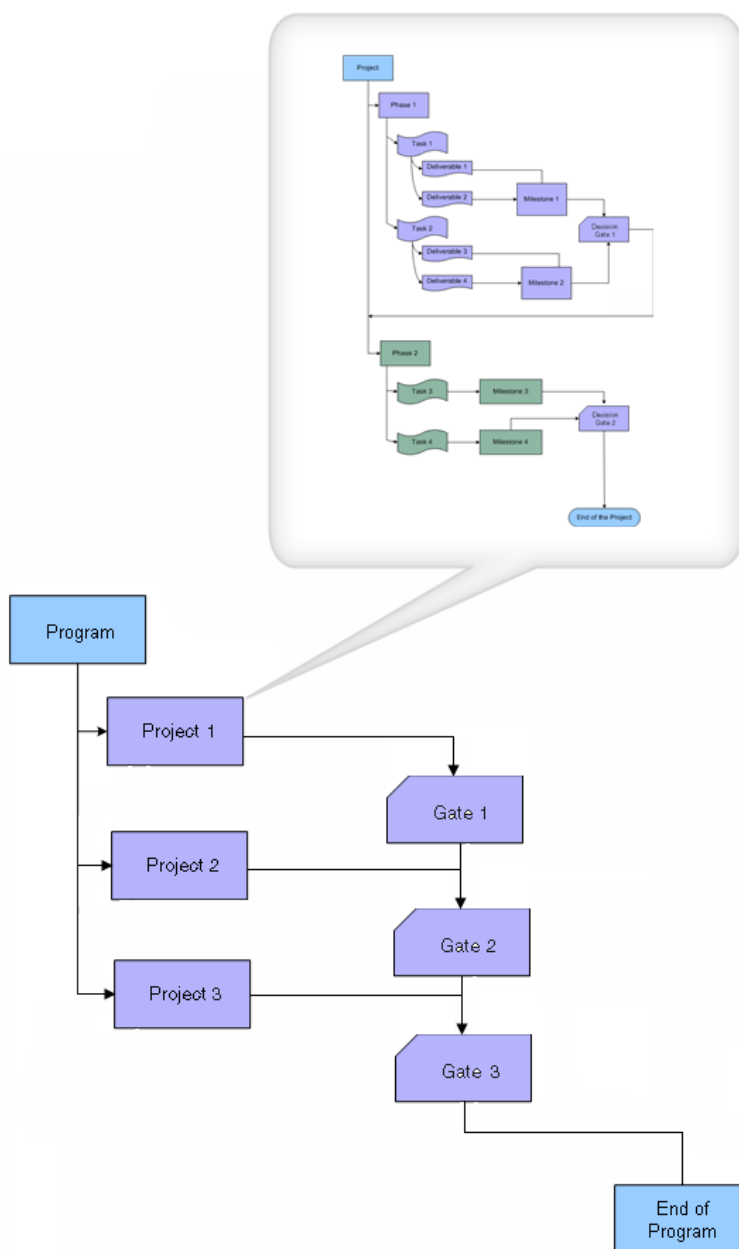 Project
Phase 1
Task 1
Deliverable 1
Deliverable 2
Milestone 1
Task 2
Decision
Gate 1
Deliverable 3
Deliverable 4
Milestone 2
Phase 2
Task 3
Milestone 3
Decision
Gate 2
Task 4
Milestone 4
End of the Project
Program
Project 1
Gate 1
Project 2
Gate 2
Project 3
Gate 3
End of
Program